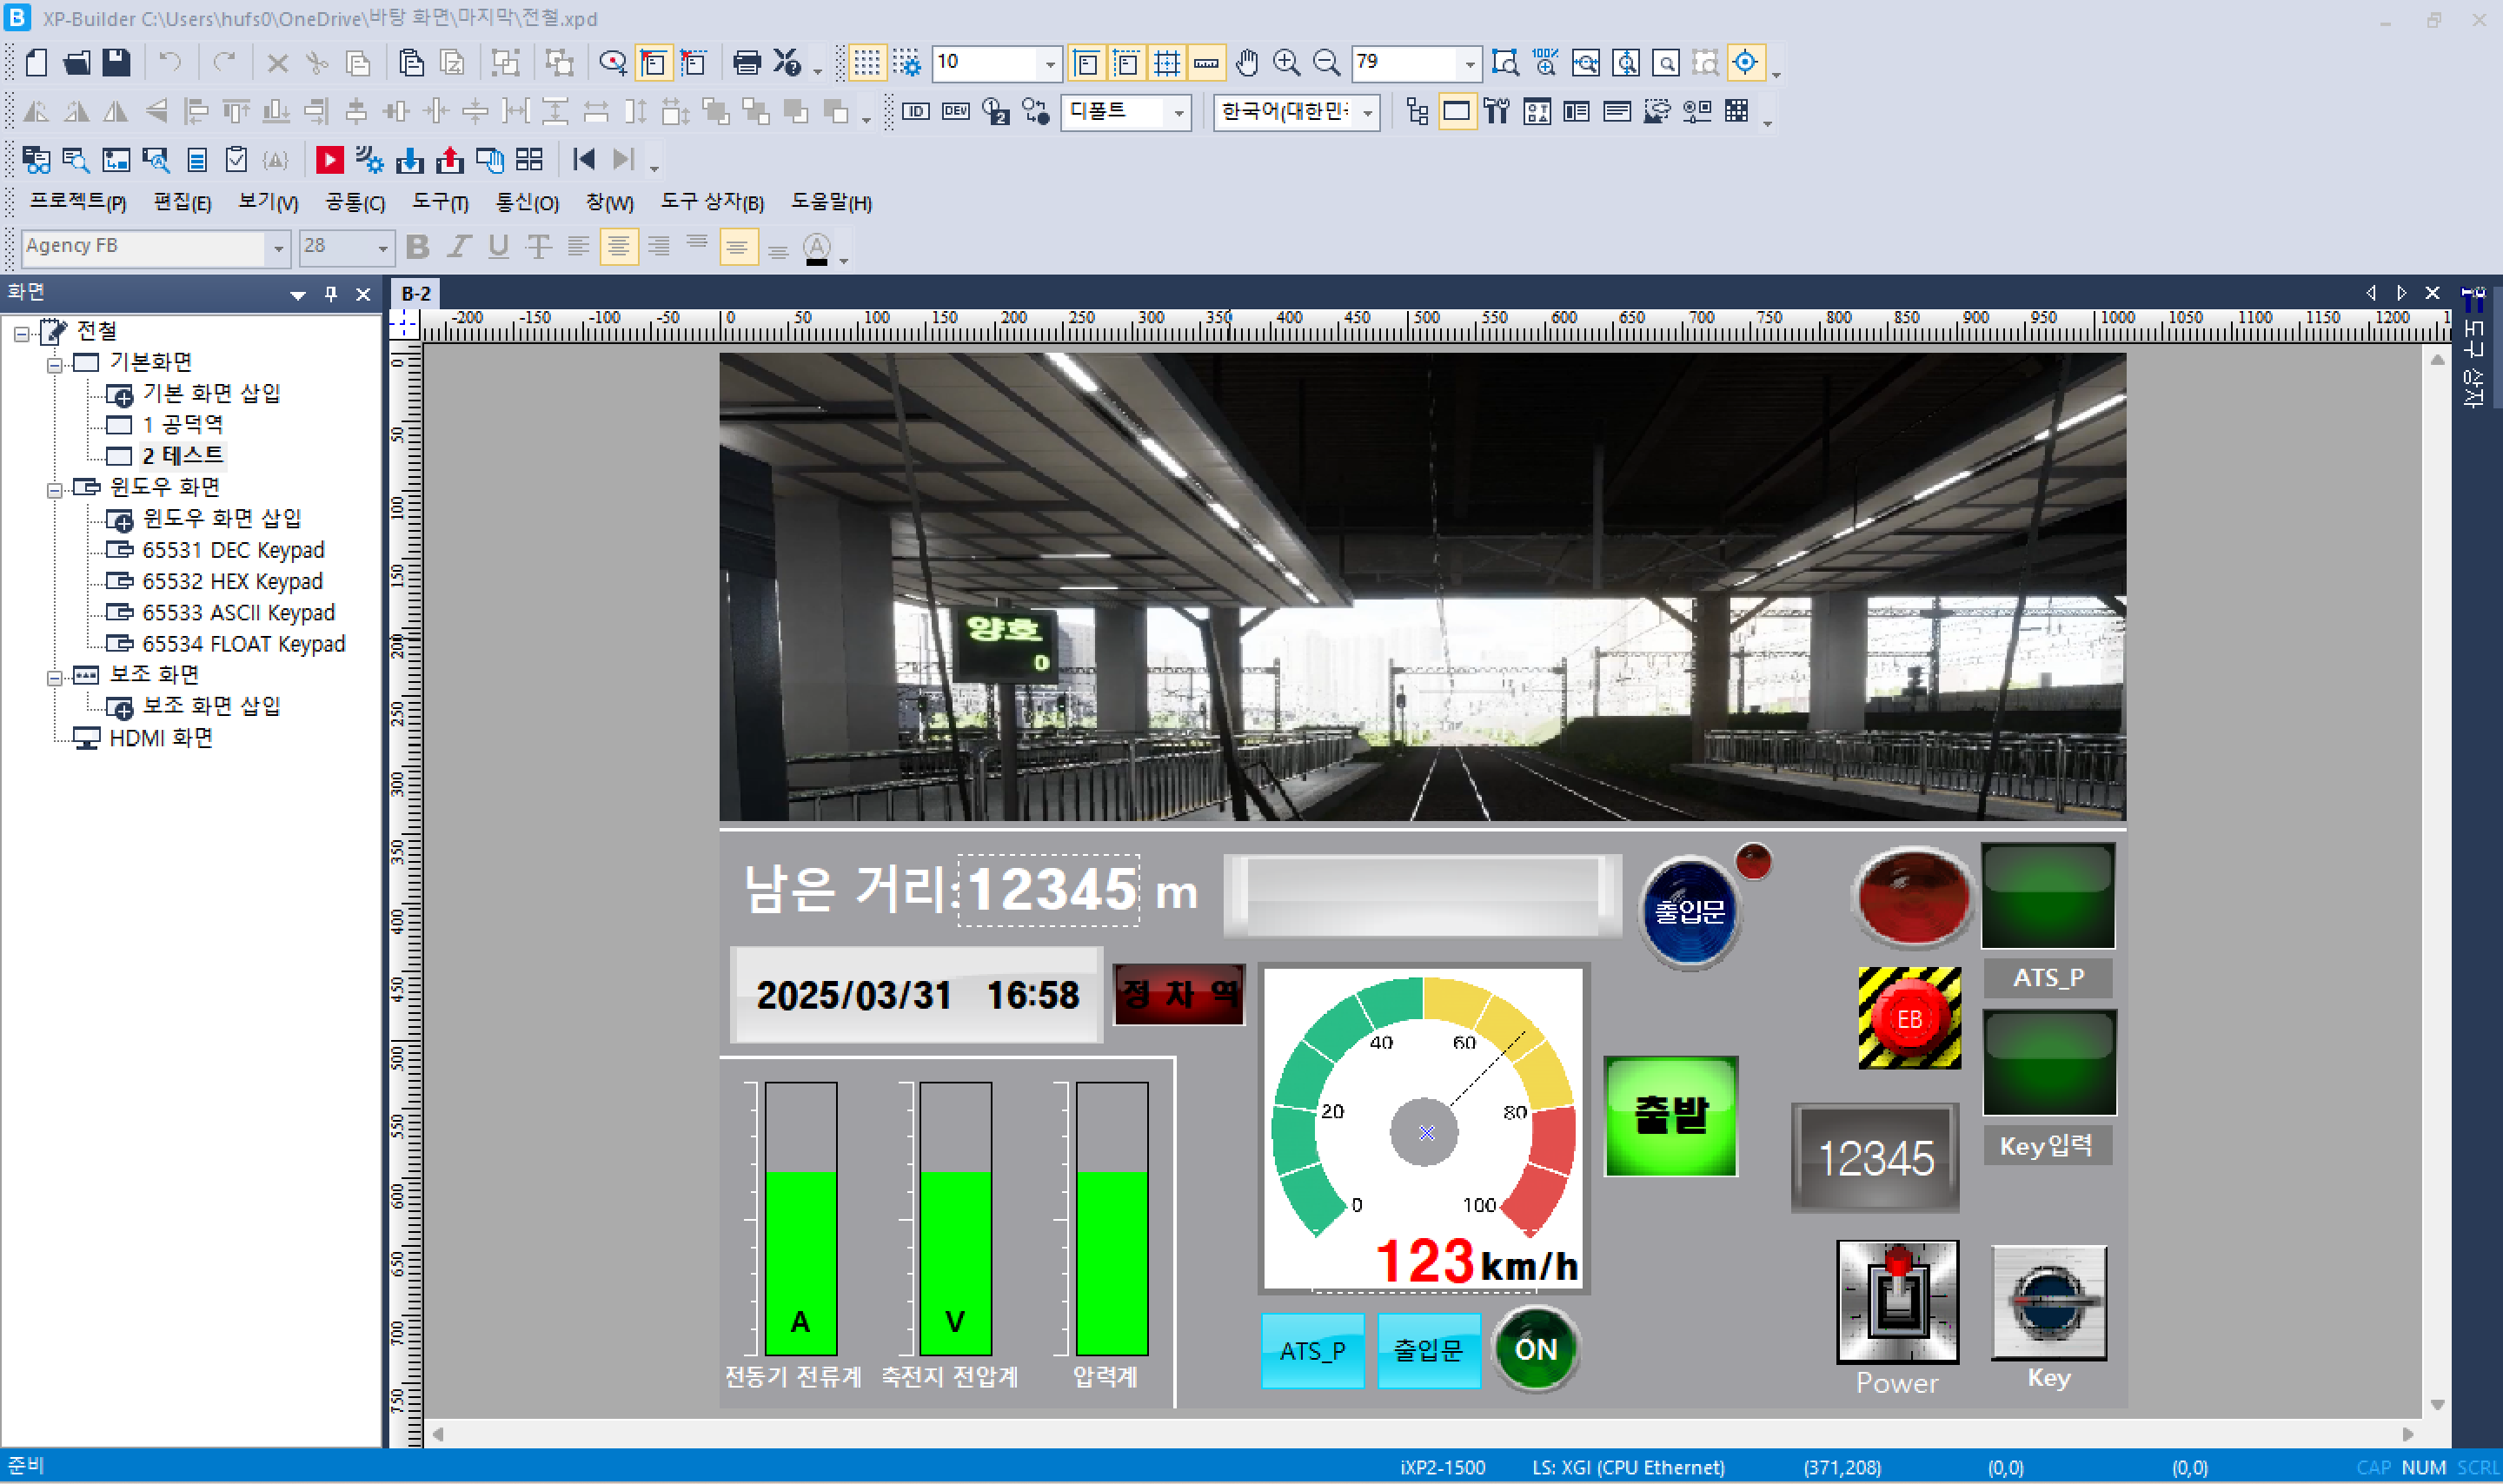 XP-Builder C:\Users\hufs0\OneDrive\바탕 화면\마지막\전철.xpd
10
79
100%
ID
DEV
디폴트
한국어(대한민
프로젝트(P) 편집(E) 보기(V) 공통(C) 도구(T) 통신(O) 창(W) 도구 상자(B) 도움말(H)
Agency FB
28
화면
B-2
전철
기본화면
기본 화면 삽입
1 공덕역
2 테스트
윈도우 화면
윈도우 화면 삽입
65531 DEC Keypad
65532 HEX Keypad
65533 ASCII Keypad
65534 FLOAT Keypad
보조 화면
보조 화면 삽입
HDMI 화면
-200 -150 -100 -50 0 50 100 150 200 250 300 350 400 450 500 550 600 650 700 750 800 850 900 950 1000 1050 1100 1150 1200
0
50
100
150
200
250
300
350
400
450
500
550
600
650
700
750
도구 상자
양호
0
남은 거리:12345 m
출입문
2025/03/31 16:58
정 차 역
ATS_P
EB
40 60
20 80
0 100
123km/h
출발
12345
Key입력
A
V
전동기 전류계
축전지 전압계
압력계
ATS_P
출입문
ON
Power
Key
준비
iXP2-1500
LS: XGI (CPU Ethernet)
(371,208)
(0,0)
(0,0)
CAP NUM SCRL